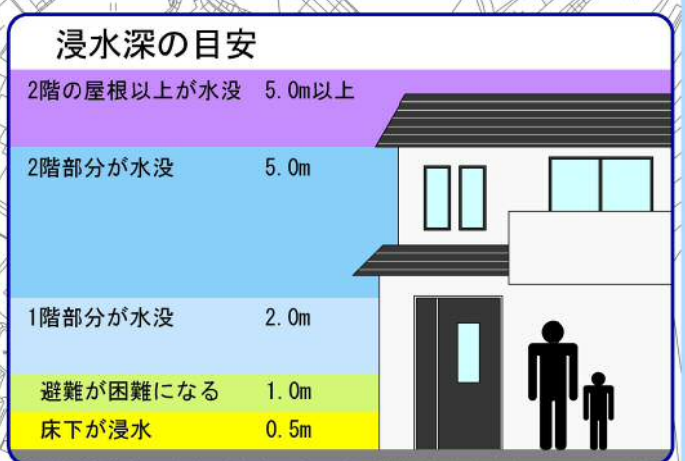 浸水深の目安
2階の屋根以上が水没 5.0m以上
2階部分が水没 5.0m
1階部分が水没 2.0m
避難が困難になる 1.0m
床下が浸水 0.5m